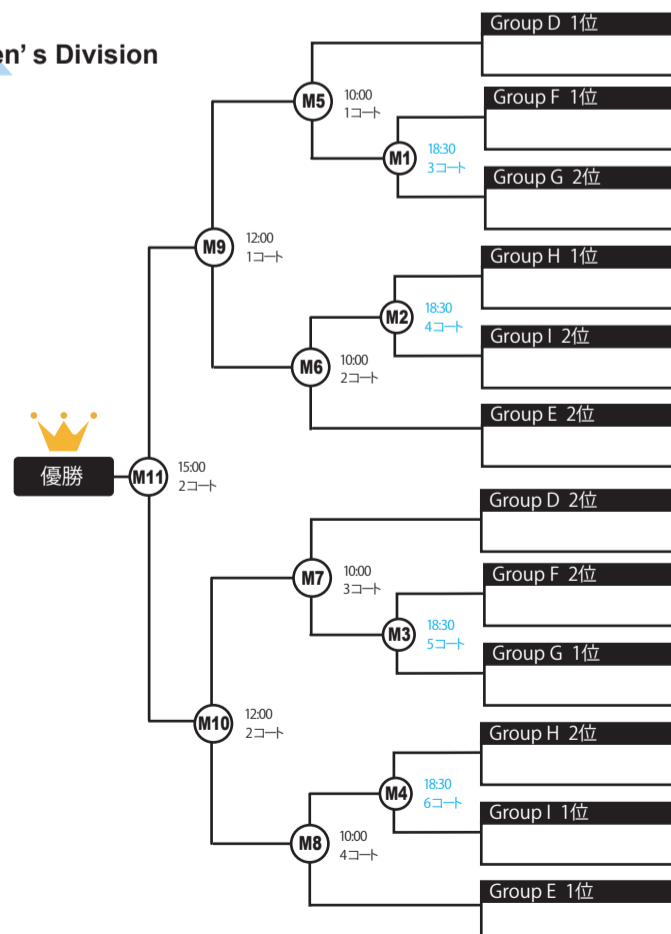 en’ s Division
Group D 1位
M5
10:00
1コート
Group F 1位
M1
18:30
3コート
Group G 2位
M9
12:00
1コート
Group H 1位
M2
18:30
4コート
Group I 2位
M6
10:00
2コート
Group E 2位
優勝
M11
15:00
2コート
Group D 2位
M7
10:00
3コート
Group F 2位
M3
18:30
5コート
Group G 1位
M10
12:00
2コート
Group H 2位
M4
18:30
6コート
Group I 1位
M8
10:00
4コート
Group E 1位